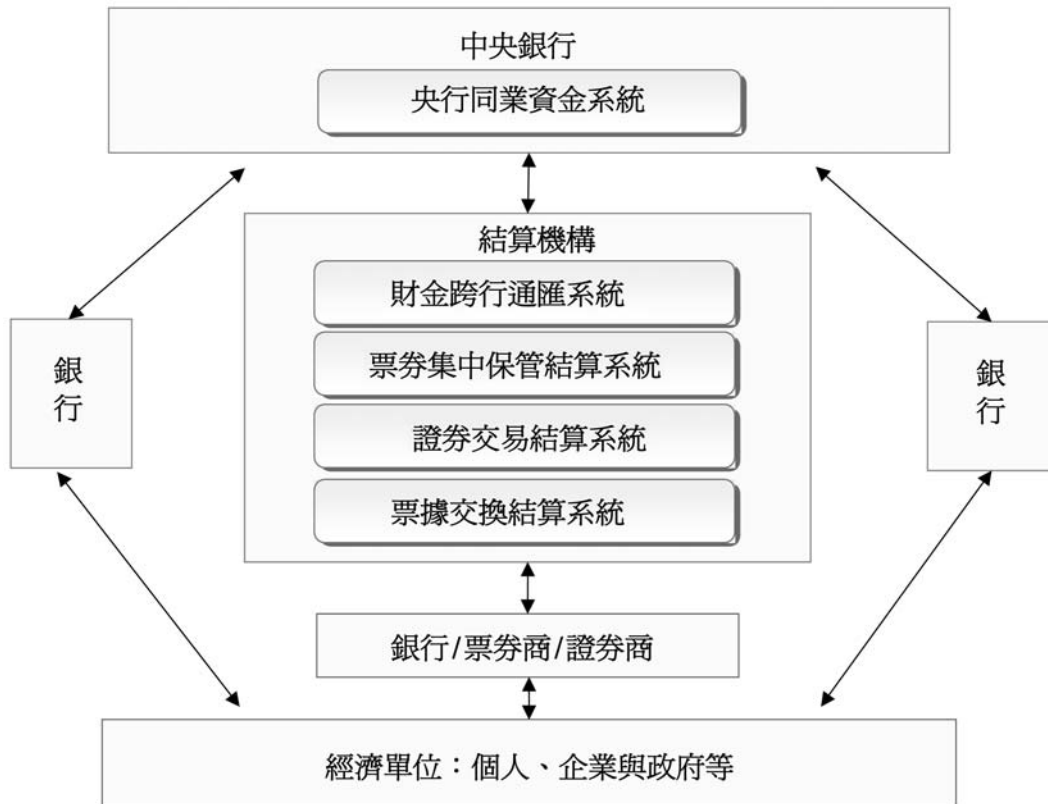 中央銀行
央行同業資金系統
結算機構
財金跨行通匯系統
票券集中保管結算系統
證券交易結算系統
票據交換結算系統
銀
行
銀
行
銀行/票券商/證券商
經濟單位：個人、企業與政府等